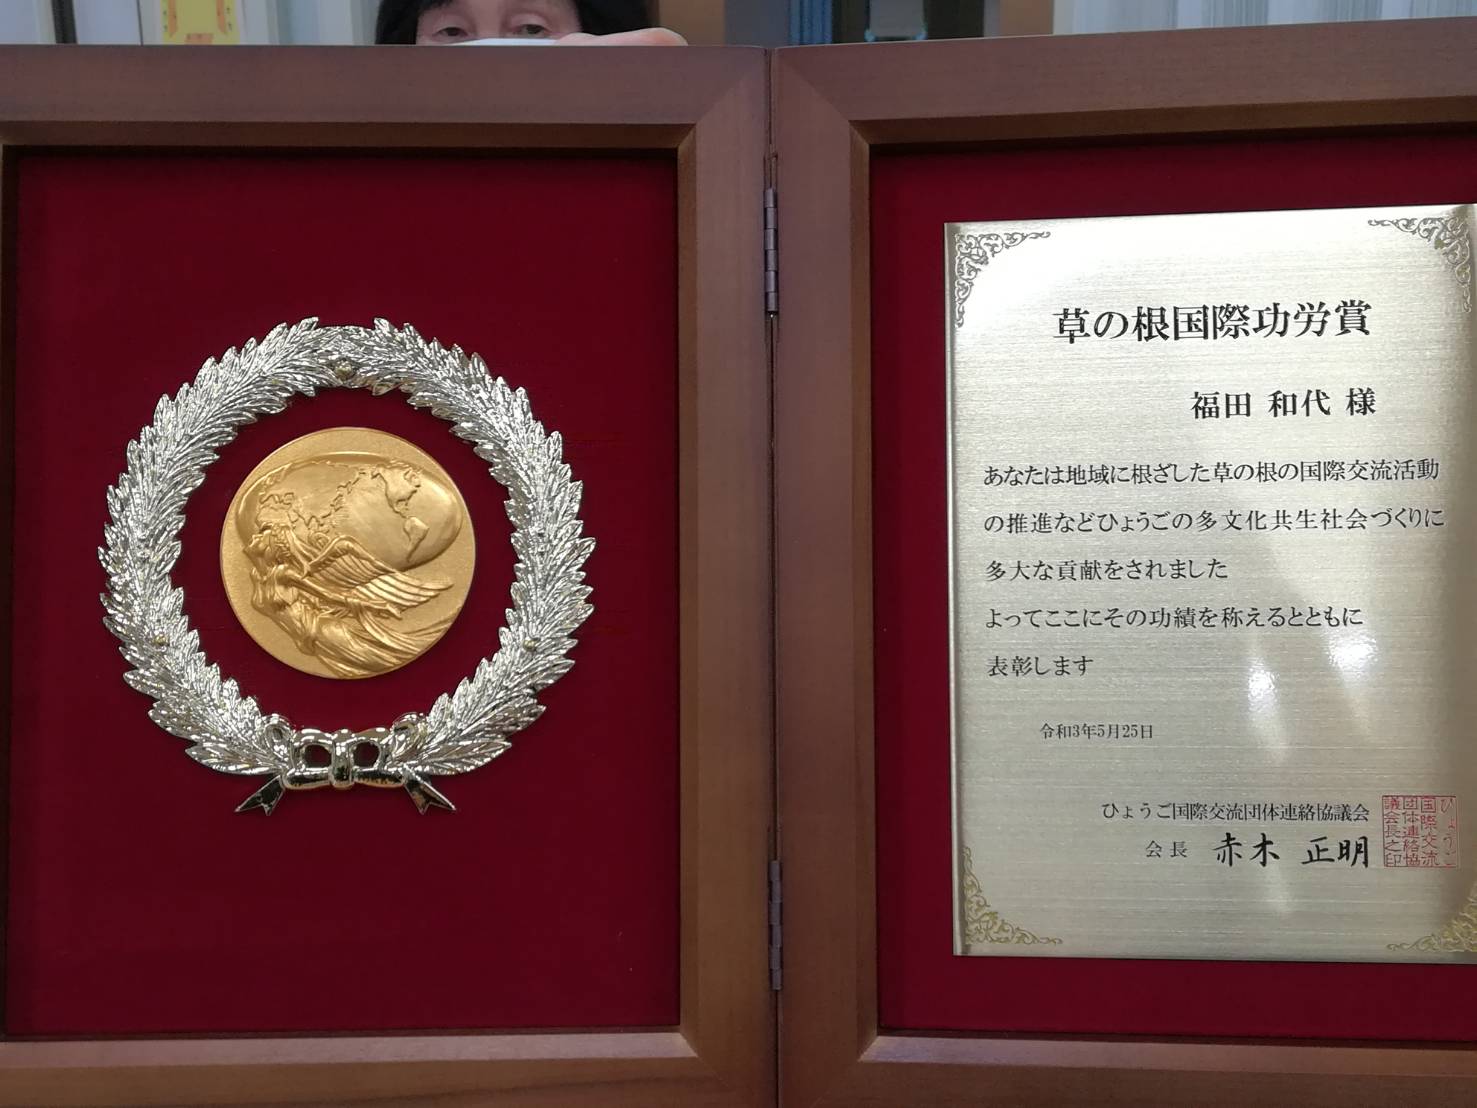 草の根国際功労賞
福田 和代 様
あなたは地域に根ざした草の根の国際交流活動
の推進などひょうごの多文化共生社会づくりに
多大な貢献をされました
よってここにその功績を称えるとともに
表彰します
令和3年5月25日
ひょうご国際交流団体連絡協議会
会長 赤木 正明
ひょうご
国際交流
団体連絡協
議会長之印